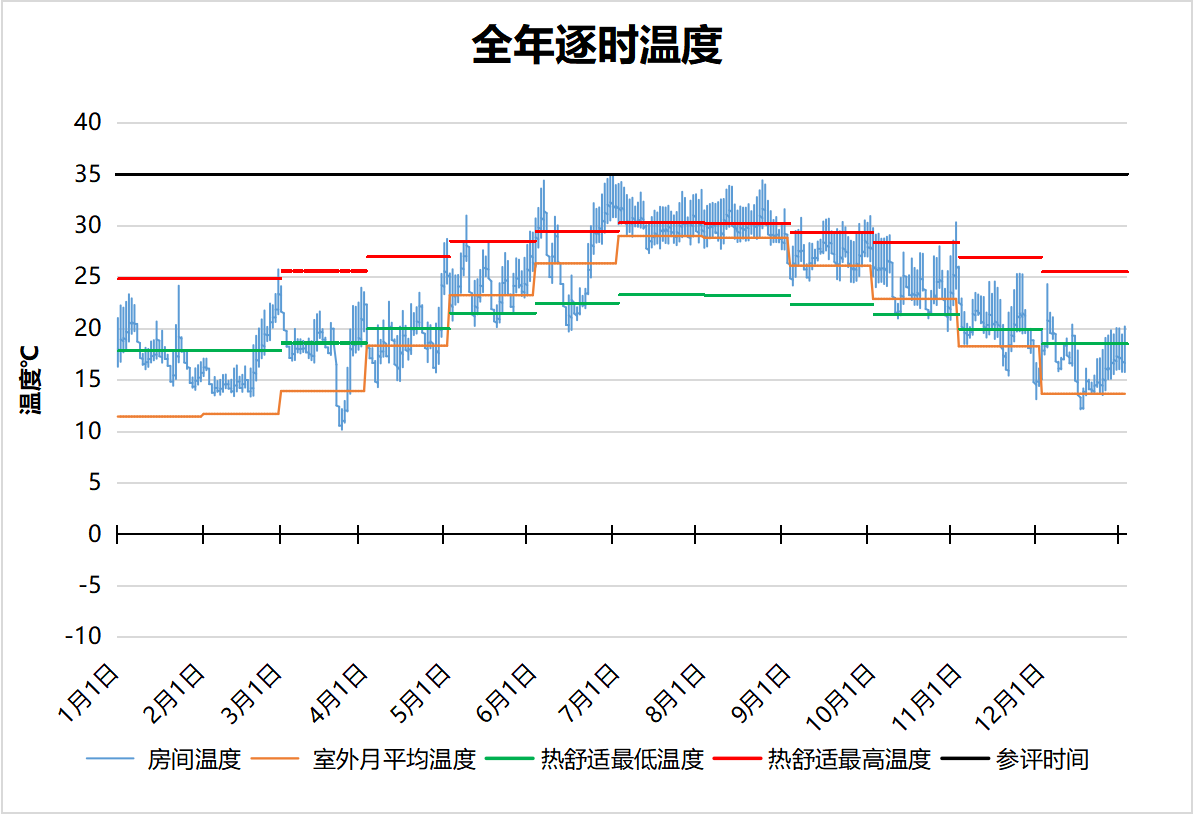 全年逐时温度
40
35
30
25
20
15
10
5
0
-5
-10
温度℃
1月1日
2月1日
3月1日
4月1日
5月1日
6月1日
7月1日
8月1日
9月1日
10月1日
11月1日
12月1日
房间温度 室外月平均温度 热舒适最低温度 热舒适最高温度 参评时间